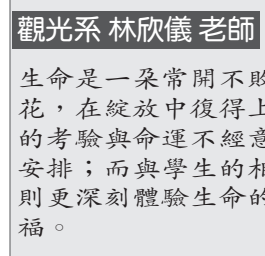 觀光系 林欣儀 老師
生命是一朵常開不敗
花，在綻放中復得上
的考驗與命運不經意
安排；而與學生的相
則更深刻體驗生命的
福。